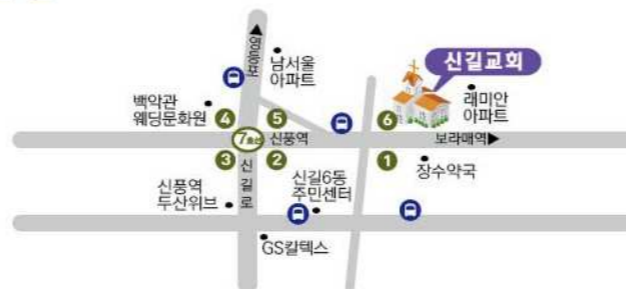 ▲영등포
남서울
아파트
신길교회
래미안
아파트
백악관
웨딩문화원
4
5
6
7호선
신풍역
보라매역▶
3
2
1
신길로
장수약국
신풍역
두산위브
신길6동
주민센터
GS칼텍스